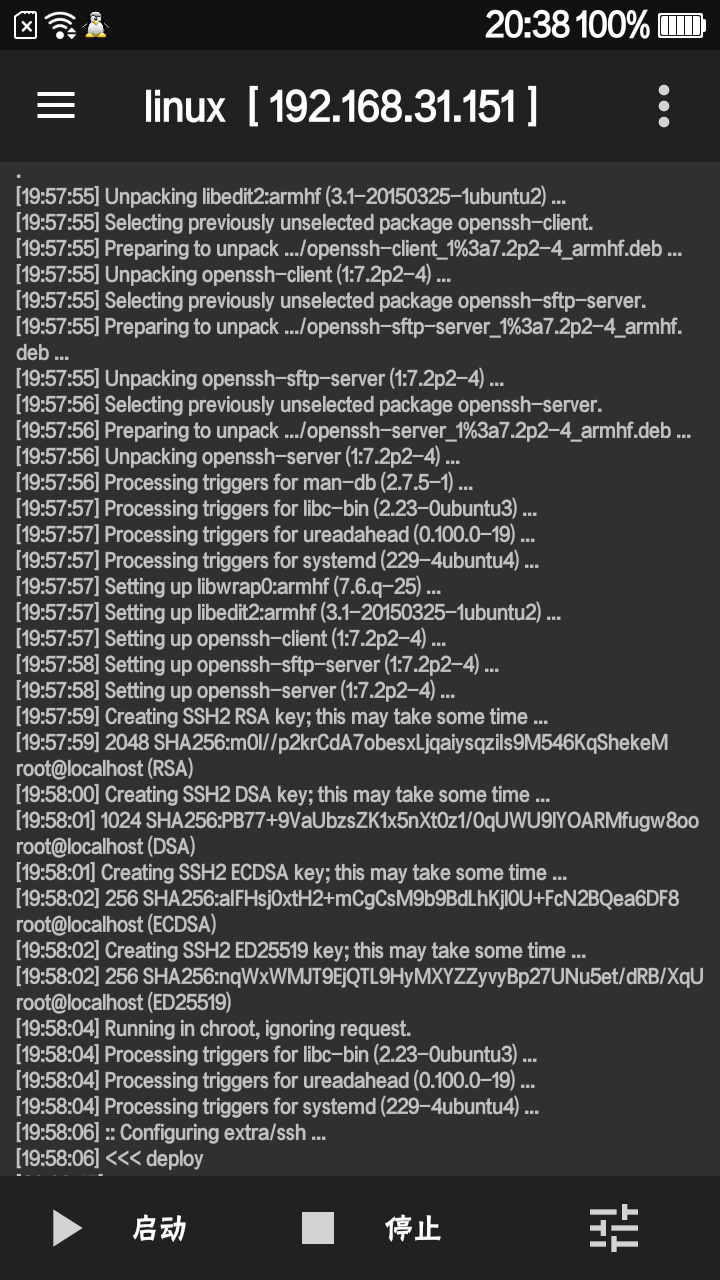 20:38 100%
linux [ 192.168.31.151 ]
.
[19:57:55] Unpacking libedit2:armhf (3.1-20150325-1ubuntu2) ...
[19:57:55] Selecting previously unselected package openssh-client.
[19:57:55] Preparing to unpack .../openssh-client_1%3a7.2p2-4_armhf.deb ...
[19:57:55] Unpacking openssh-client (1:7.2p2-4) ...
[19:57:55] Selecting previously unselected package openssh-sftp-server.
[19:57:55] Preparing to unpack .../openssh-sftp-server_1%3a7.2p2-4_armhf.
deb ...
[19:57:55] Unpacking openssh-sftp-server (1:7.2p2-4) ...
[19:57:56] Selecting previously unselected package openssh-server.
[19:57:56] Preparing to unpack .../openssh-server_1%3a7.2p2-4_armhf.deb ...
[19:57:56] Unpacking openssh-server (1:7.2p2-4) ...
[19:57:56] Processing triggers for man-db (2.7.5-1) ...
[19:57:57] Processing triggers for libc-bin (2.23-0ubuntu3) ...
[19:57:57] Processing triggers for ureadahead (0.100.0-19) ...
[19:57:57] Processing triggers for systemd (229-4ubuntu4) ...
[19:57:57] Setting up libwrap0:armhf (7.6.q-25) ...
[19:57:57] Setting up libedit2:armhf (3.1-20150325-1ubuntu2) ...
[19:57:57] Setting up openssh-client (1:7.2p2-4) ...
[19:57:58] Setting up openssh-sftp-server (1:7.2p2-4) ...
[19:57:58] Setting up openssh-server (1:7.2p2-4) ...
[19:57:59] Creating SSH2 RSA key; this may take some time ...
[19:57:59] 2048 SHA256:m0l//p2krCdA7obesxLjqaiysqziIs9M546KqShekeM
root@localhost (RSA)
[19:58:00] Creating SSH2 DSA key; this may take some time ...
[19:58:01] 1024 SHA256:PB77+9VaUbzsZK1x5nXt0z1/0qUWU9IYOARMfugw8oo
root@localhost (DSA)
[19:58:01] Creating SSH2 ECDSA key; this may take some time ...
[19:58:02] 256 SHA256:alFHsj0xtH2+mCgCsM9b9BdLhKjI0U+FcN2BQea6DF8
root@localhost (ECDSA)
[19:58:02] Creating SSH2 ED25519 key; this may take some time ...
[19:58:02] 256 SHA256:nqWxWMJT9EjQTL9HyMXYZZyvyBp27UNu5et/dRB/XqU
root@localhost (ED25519)
[19:58:04] Running in chroot, ignoring request.
[19:58:04] Processing triggers for libc-bin (2.23-0ubuntu3) ...
[19:58:04] Processing triggers for ureadahead (0.100.0-19) ...
[19:58:04] Processing triggers for systemd (229-4ubuntu4) ...
[19:58:06] :: Configuring extra/ssh ...
[19:58:06] <<< deploy
启动 停止